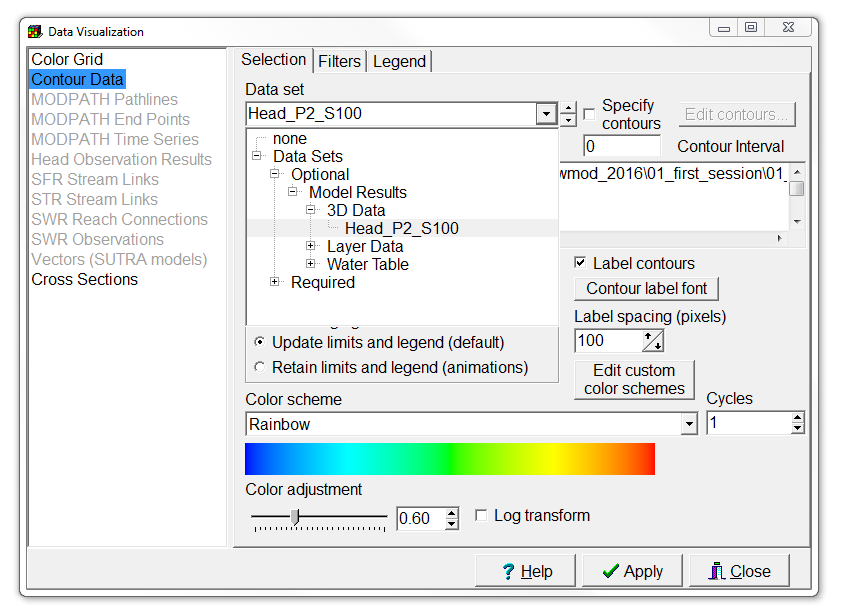 Data Visualization
Color Grid
Contour Data
MODPATH Pathlines
MODPATH End Points
MODPATH Time Series
Head Observation Results
SFR Stream Links
STR Stream Links
SWR Reach Connections
SWR Observations
Vectors (SUTRA models)
Cross Sections
Selection
Filters
Legend
Data set
Head_P2_S100
none
Data Sets
Optional
Model Results
3D Data
Head_P2_S100
Layer Data
Water Table
Required
Specify
contours
Edit contours...
0
Contour Interval
wmod_2016\01_first_session\01_
Label contours
Contour label font
Label spacing (pixels)
100
Update limits and legend (default)
Retain limits and legend (animations)
Edit custom
color schemes
Color scheme
Rainbow
Cycles
1
Color adjustment
0.60
Log transform
? Help
Apply
Close